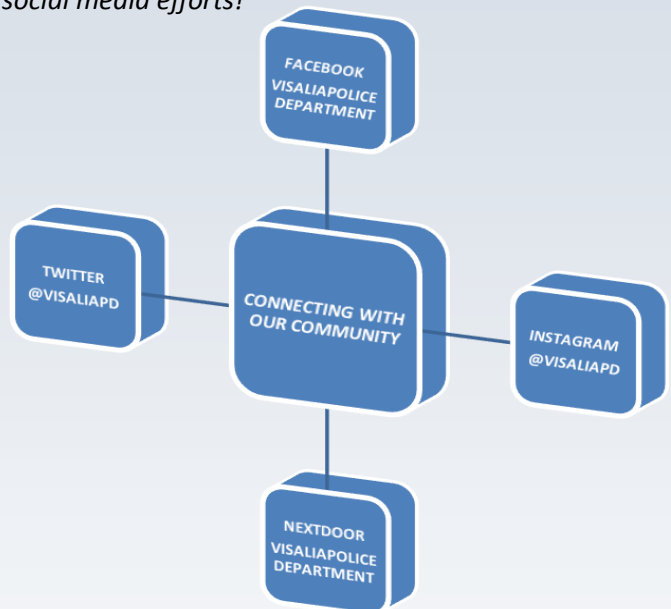 social media efforts!
FACEBOOK
VISALIAPOLICE
DEPARTMENT
TWITTER
@VISALIAPD
CONNECTING WITH
OUR COMMUNITY
INSTAGRAM
@VISALIAPD
NEXTDOOR
VISALIAPOLICE
DEPARTMENT